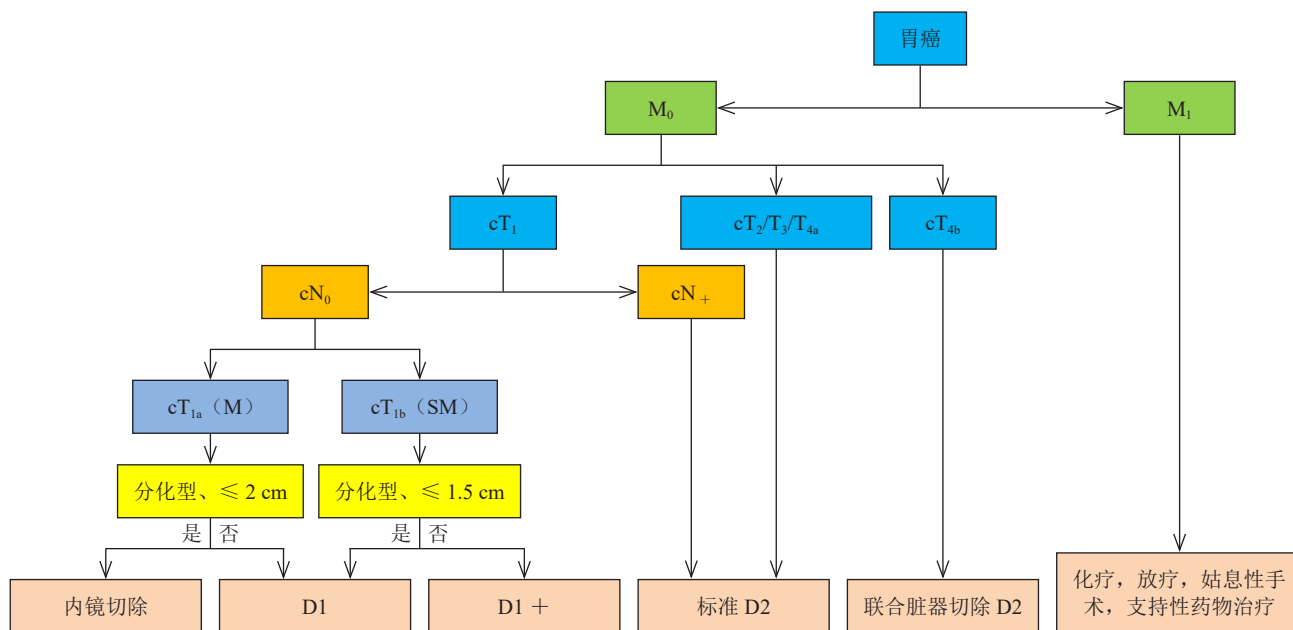 胃癌
M₀
M₁
cT₁
cT₂/T₃/T₄ₐ
cT₄b
cN₀
cN＋
cT₁ₐ（M）
cT₁b（SM）
分化型、≤ 2 cm
分化型、≤ 1.5 cm
是 否
是 否
内镜切除
D1
D1＋
标准 D2
联合脏器切除 D2
化疗，放疗，姑息性手
术，支持性药物治疗